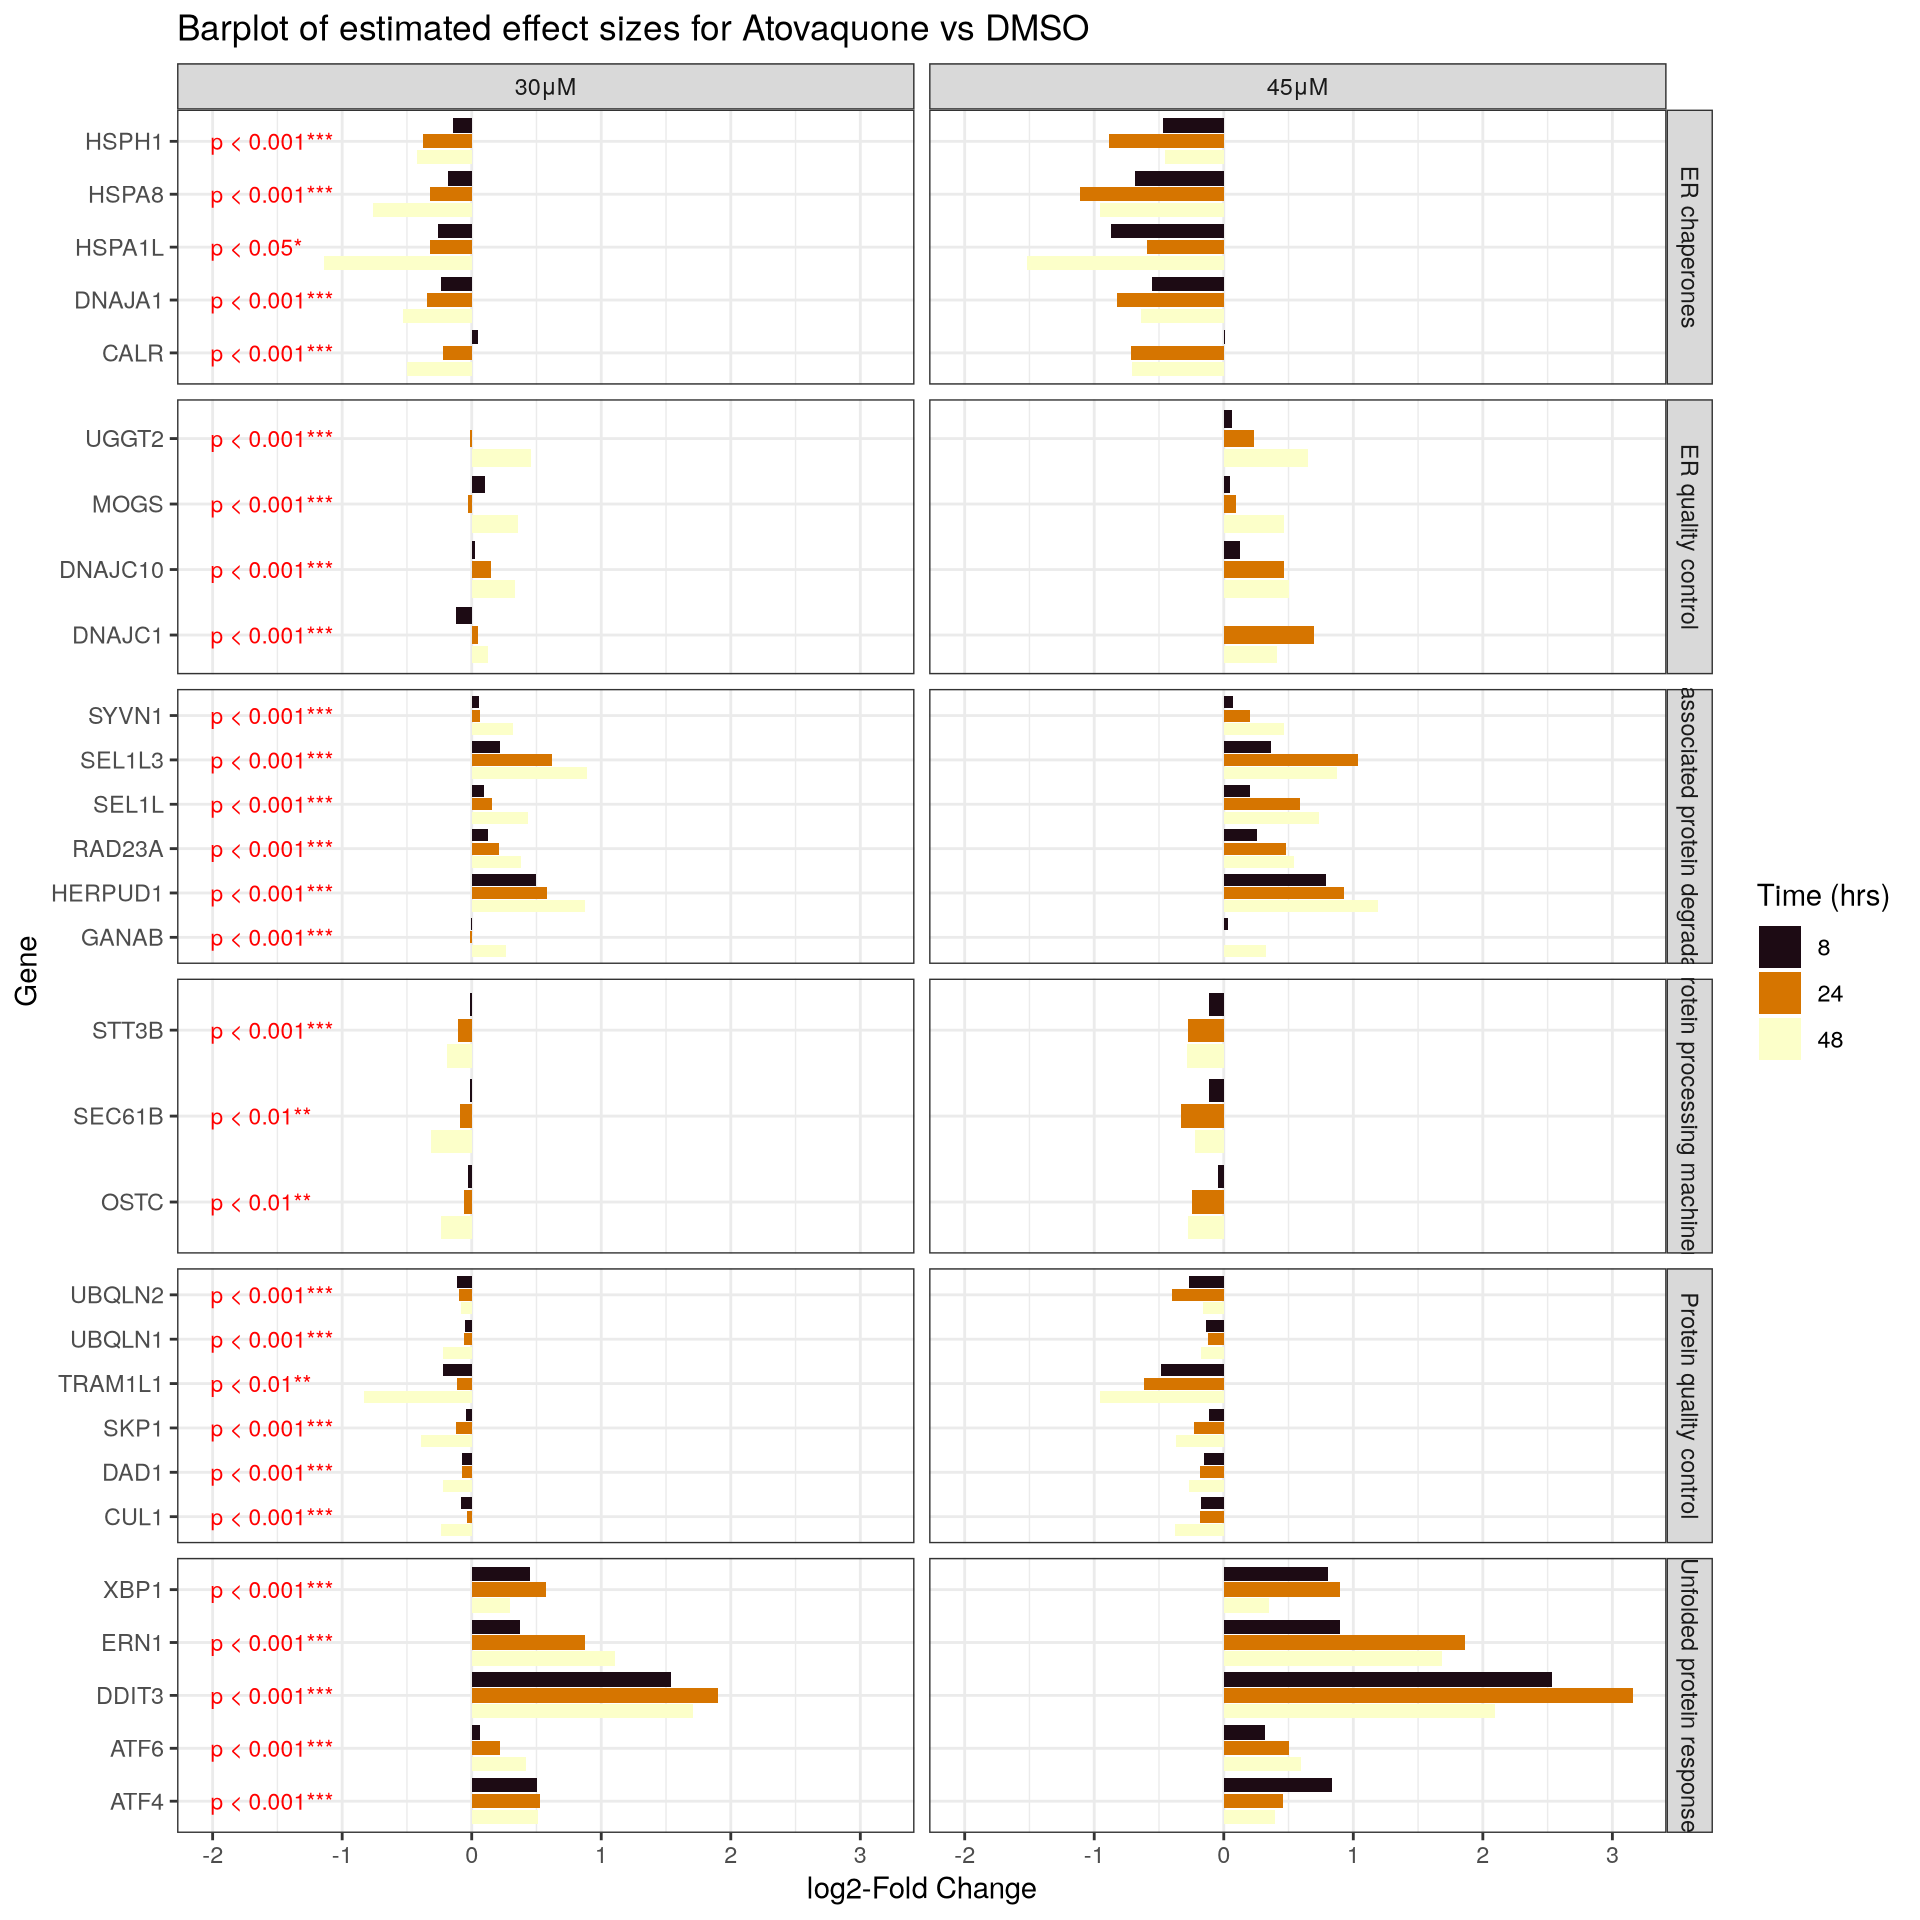 Barplot of estimated effect sizes for Atovaquone vs DMSO
30μM
45μM
HSPH1
p < 0.001***
HSPA8
p < 0.001***
HSPA1L
p < 0.05*
DNAJA1
p < 0.001***
CALR
p < 0.001***
ER chaperones
UGGT2
p < 0.001***
MOGS
p < 0.001***
DNAJC10
p < 0.001***
DNAJC1
p < 0.001***
ER quality control
SYVN1
p < 0.001***
SEL1L3
p < 0.001***
SEL1L
p < 0.001***
RAD23A
p < 0.001***
HERPUD1
p < 0.001***
GANAB
p < 0.001***
associated protein degrada
STT3B
p < 0.001***
SEC61B
p < 0.01**
OSTC
p < 0.01**
rotein processing machine
UBQLN2
p < 0.001***
UBQLN1
p < 0.001***
TRAM1L1
p < 0.01**
SKP1
p < 0.001***
DAD1
p < 0.001***
CUL1
p < 0.001***
Protein quality control
XBP1
p < 0.001***
ERN1
p < 0.001***
DDIT3
p < 0.001***
ATF6
p < 0.001***
ATF4
p < 0.001***
Unfolded protein response
-2 -1 0 1 2 3
-2 -1 0 1 2 3
log2-Fold Change
Gene
Time (hrs)
8
24
48